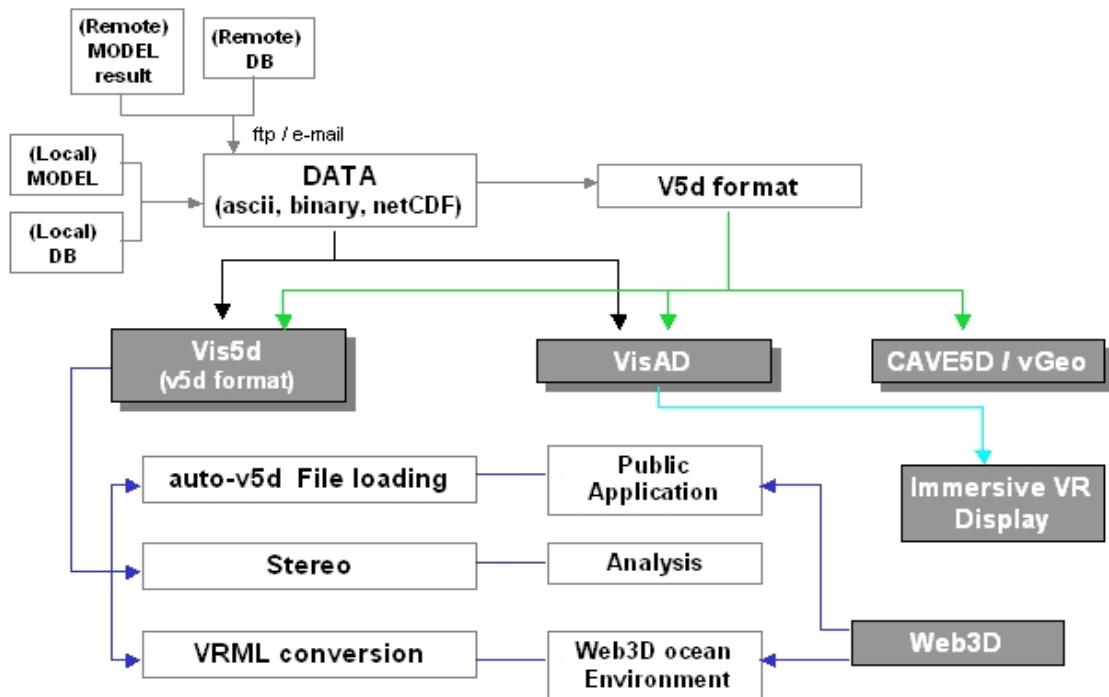 (Remote)
MODEL
result
(Remote)
DB
ftp / e-mail
(Local)
MODEL
DATA
(ascii, binary, netCDF)
V5d format
(Local)
DB
Vis5d
(v5d format)
VisAD
CAVE5D / vGeo
auto-v5d File loading
Public
Application
Immersive VR
Display
Stereo
Analysis
VRML conversion
Web3D ocean
Environment
Web3D